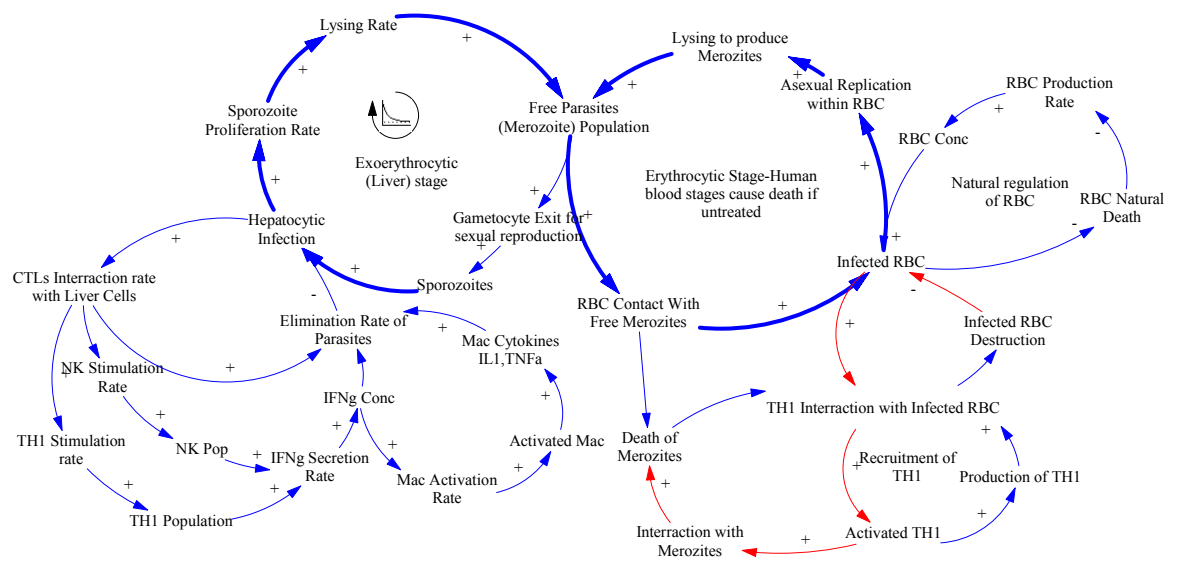 Lysing Rate
+
+
Sporozoite
Proliferation Rate
+
Exoerythrocytic
(Liver) stage
Free Parasites
(Merozoite) Population
Lysing to produce
Merozites
+
+
Asexual Replication
within RBC
+
RBC Production
Rate
+
-
RBC Conc
Erythrocytic Stage-Human
blood stages cause death if
untreated
Natural regulation
of RBC
RBC Natural
Death
-
+
Infected RBC
Hepatocytic
Infection
+
+
-
Gametocyte Exit for
sexual reproduction
+
+
+
Sporozoites
CTLs Interraction rate
with Liver Cells
Elimination Rate of
Parasites
+
+
Mac Cytokines
IL1,TNFa
+
RBC Contact With
Free Merozites
+
+
-
Infected RBC
Destruction
NK Stimulation
Rate
+
+
TH1 Stimulation
rate
+
NK Pop
+
IFNg Conc
+
+
IFNg Secretion
Rate
+
TH1 Population
+
Activated Mac
+
Mac Activation
Rate
Death of
Merozites
+
TH1 Interraction with Infected RBC
+
+
Recruitment of
TH1
Production of TH1
+
Activated TH1
+
Interraction with
Merozites